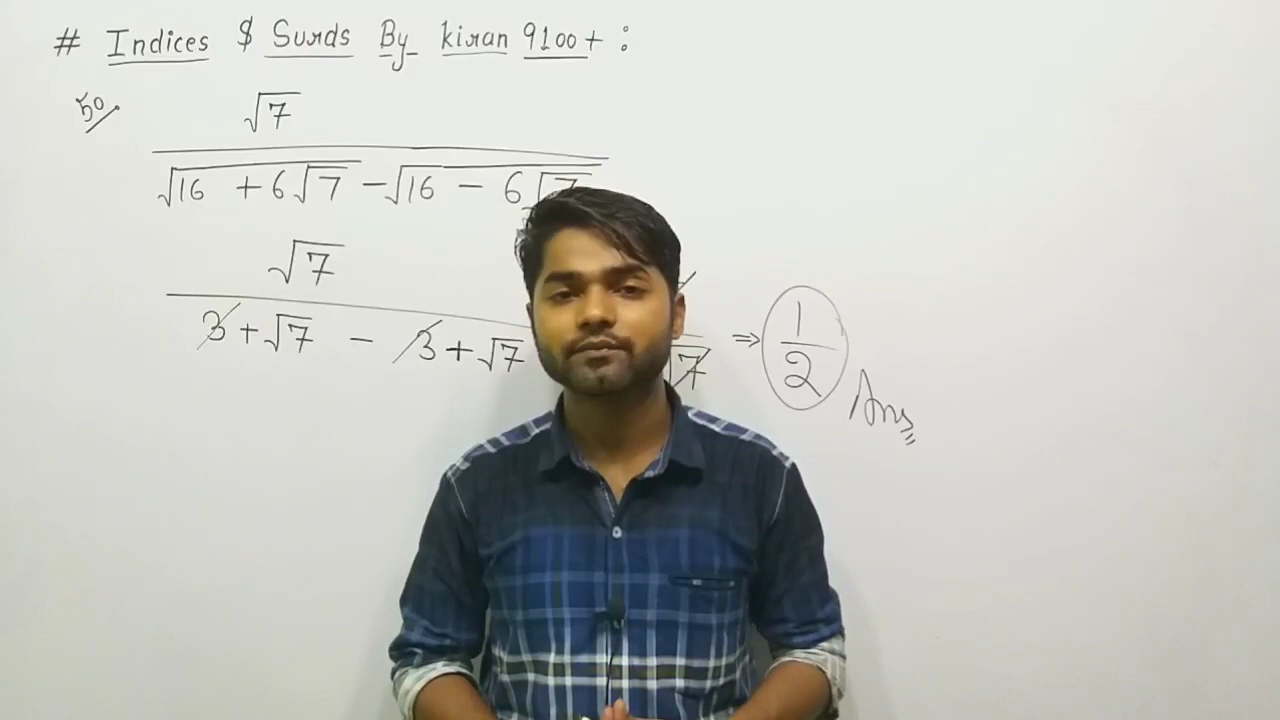 # Indices $ Surds By kiran 9100+ :
50
√7
√16 + 6√7 - √16 - 6√7
√7
3 + √7 - 3 + √7 √7 ⇒ 1/2 Ans